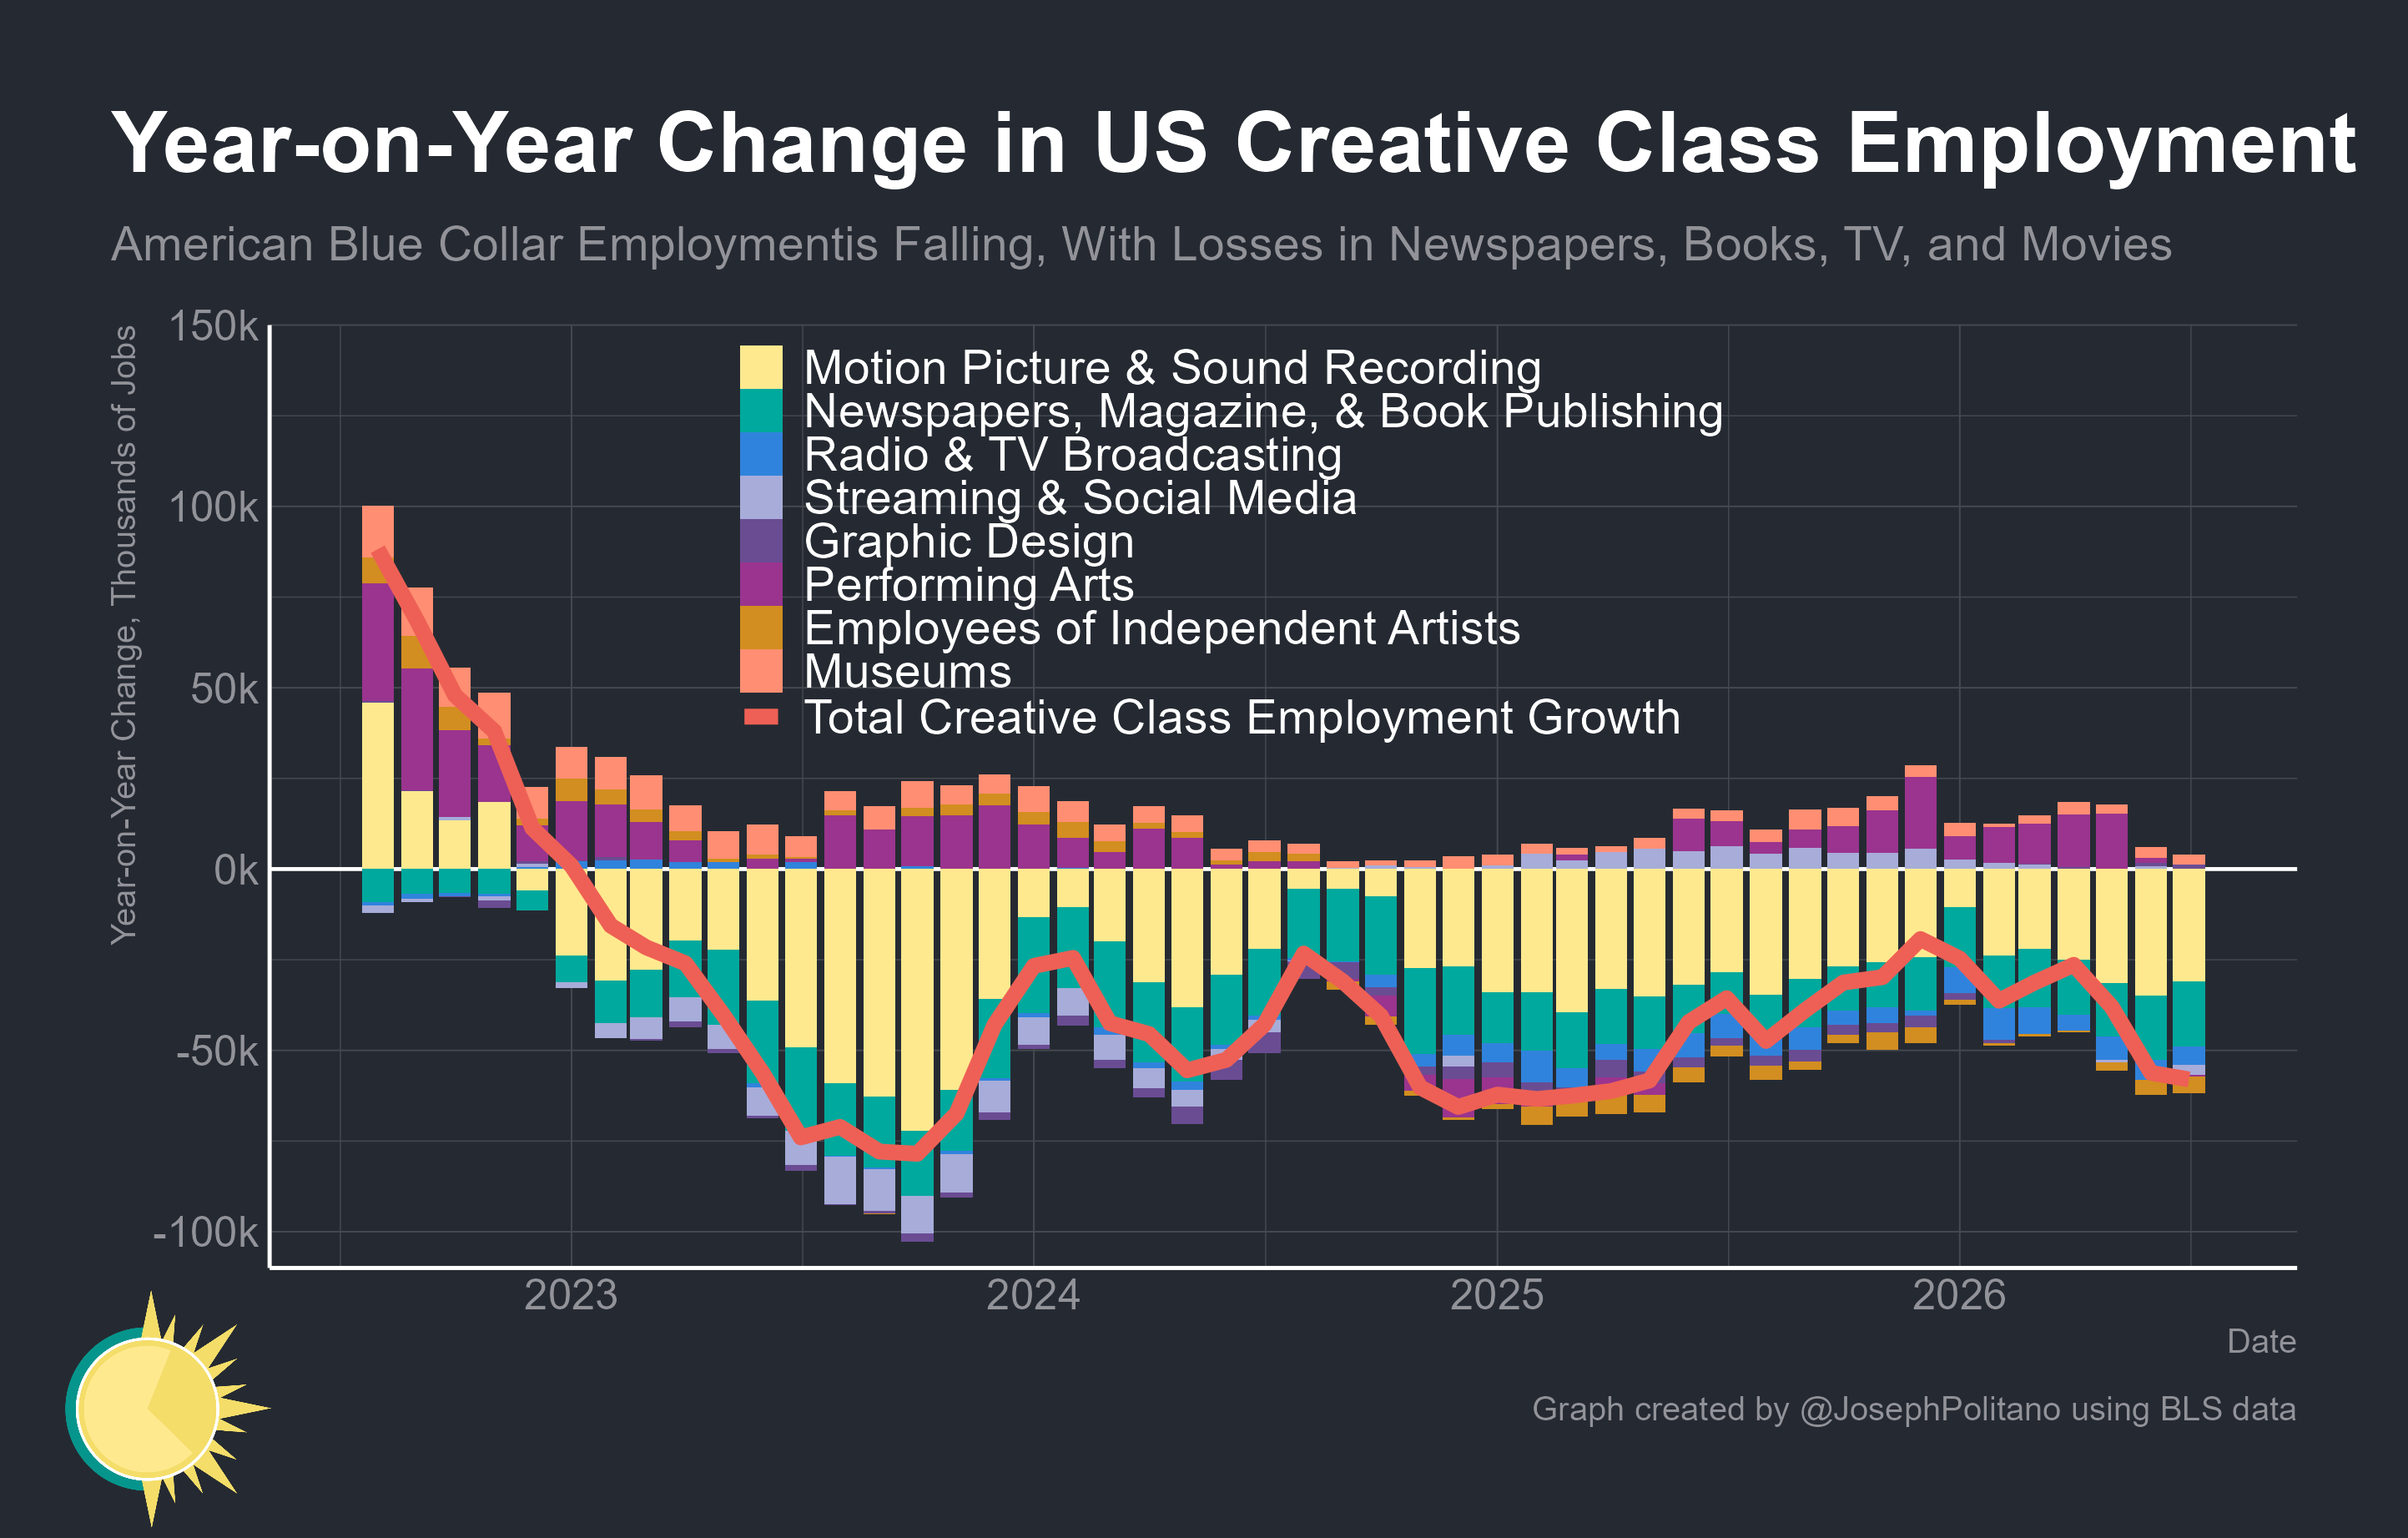 Year-on-Year Change in US Creative Class Employment
American Blue Collar Employmentis Falling, With Losses in Newspapers, Books, TV, and Movies
Year-on-Year Change, Thousands of Jobs
150k
100k
50k
0k
-50k
-100k
Motion Picture & Sound Recording
Newspapers, Magazine, & Book Publishing
Radio & TV Broadcasting
Streaming & Social Media
Graphic Design
Performing Arts
Employees of Independent Artists
Museums
Total Creative Class Employment Growth
2023
2024
2025
2026
Date
Graph created by @JosephPolitano using BLS data